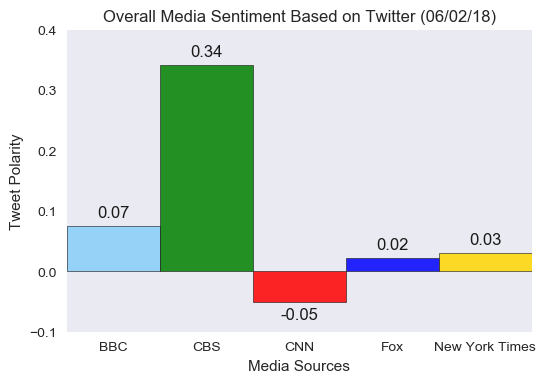 Overall Media Sentiment Based on Twitter (06/02/18)
0.4
0.3
0.2
0.1
0.0
−0.1
Tweet Polarity
0.07
0.34
-0.05
0.02
0.03
BBC CBS CNN Fox New York Times
Media Sources